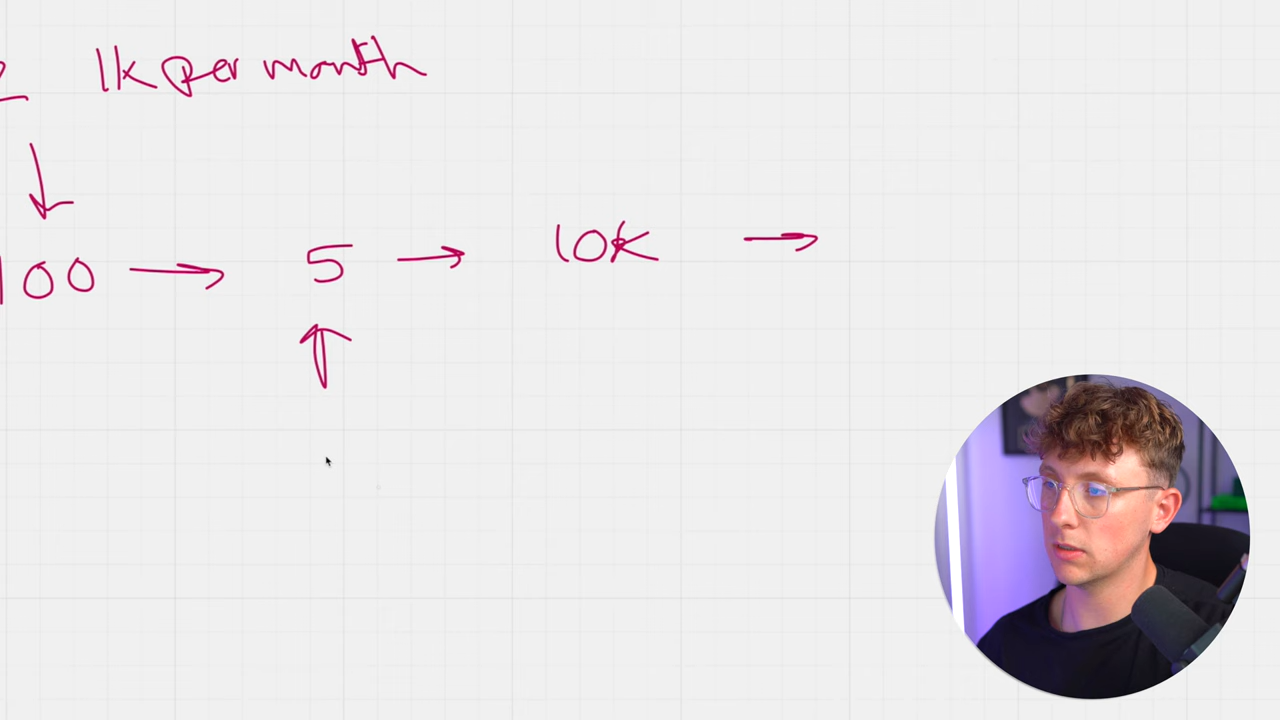 1k per month
100 → 5 → 10k →